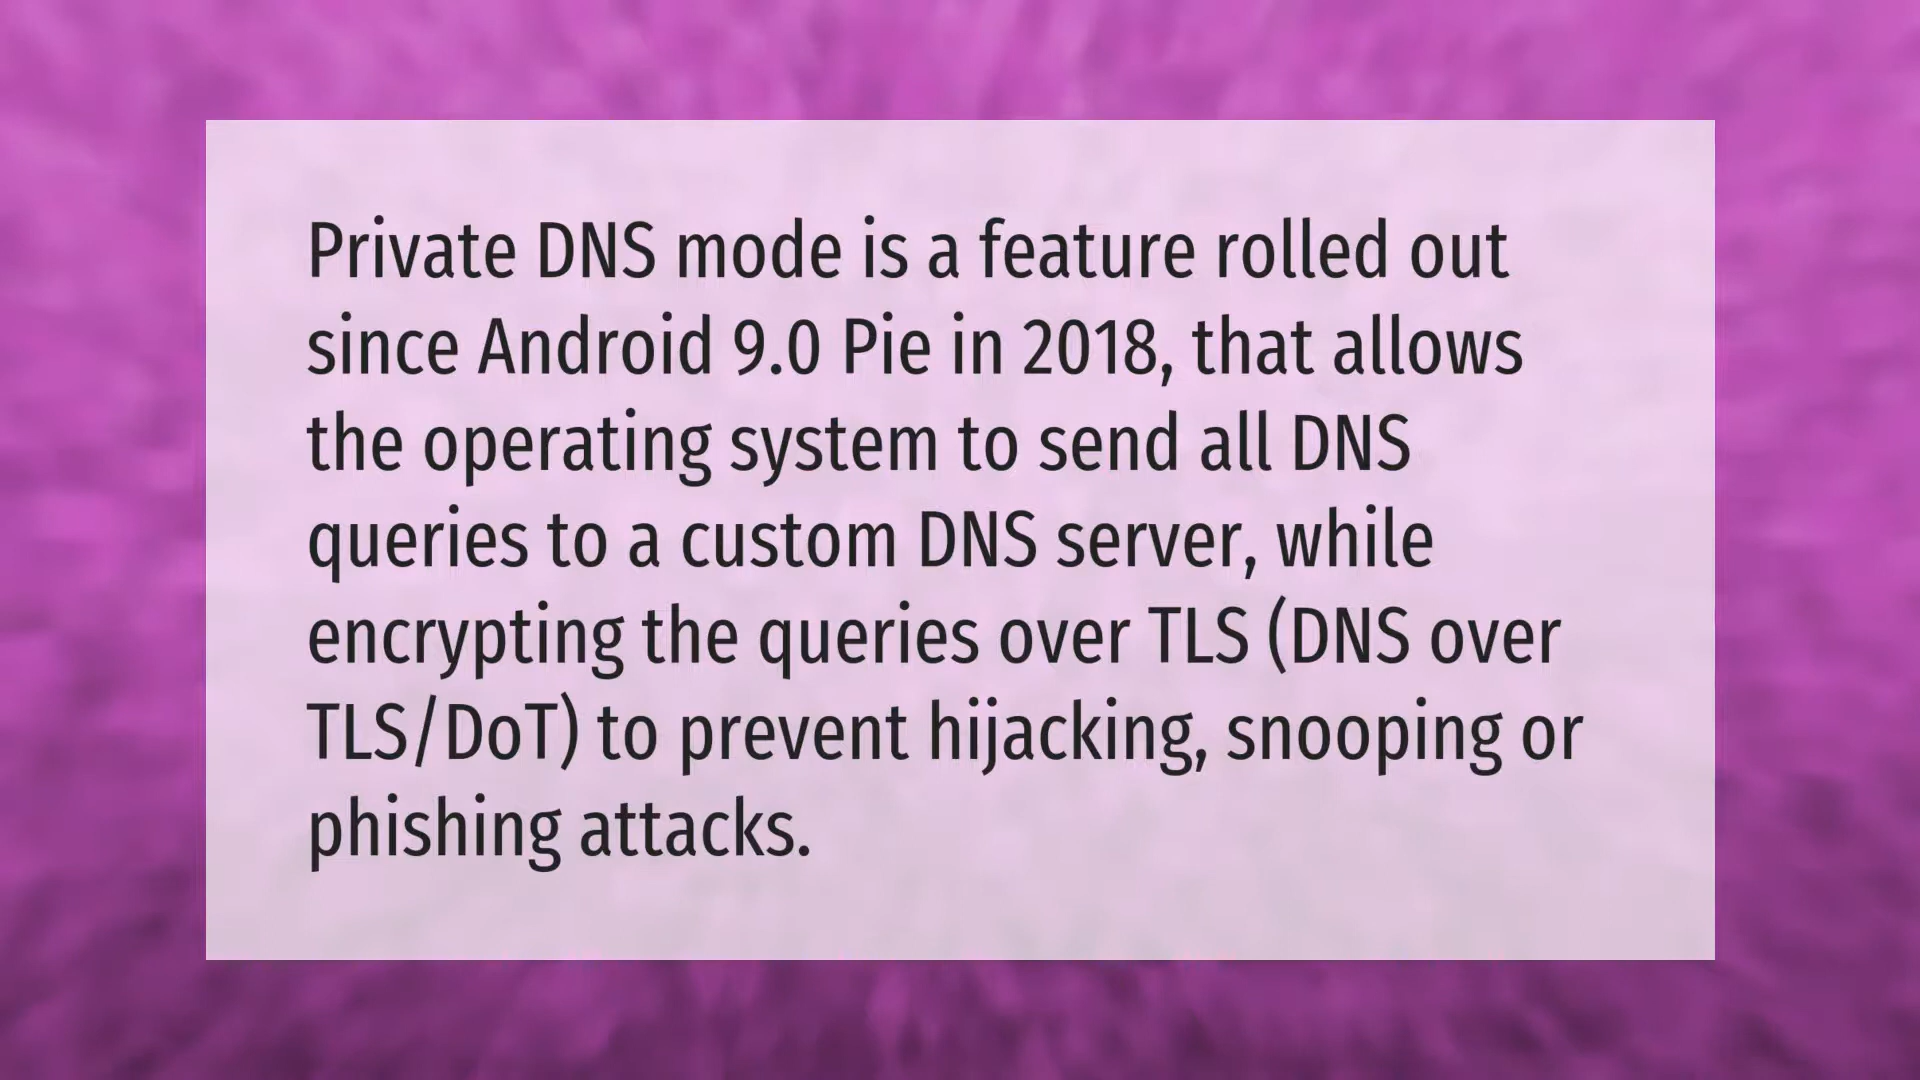 Private DNS mode is a feature rolled out
since Android 9.0 Pie in 2018, that allows
the operating system to send all DNS
queries to a custom DNS server, while
encrypting the queries over TLS (DNS over
TLS/DoT) to prevent hijacking, snooping or
phishing attacks.